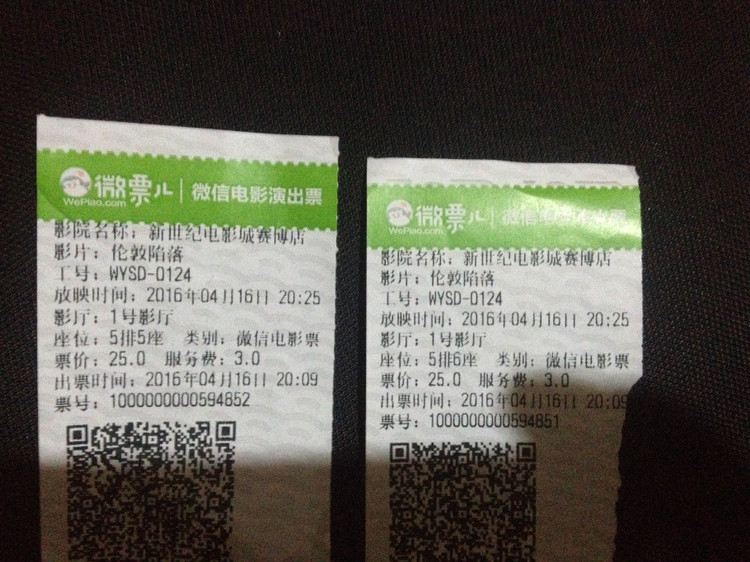 微票儿 | 微信电影演出票
WePiao.com
影院名称：新世纪电影城赛博店
影片：伦敦陷落
工号：WYSD-0124
放映时间：2016年04月16日 20:25
影厅：1号影厅
座位：5排5座 类别：微信电影票
票价：25.0 服务费：3.0
出票时间：2016年04月16日 20:09
票号：1000000000594852
微票儿 | 微信电影演出票
WePiao.com
影院名称：新世纪电影城赛博店
影片：伦敦陷落
工号：WYSD-0124
放映时间：2016年04月16日 20:25
影厅：1号影厅
座位：5排6座 类别：微信电影票
票价：25.0 服务费：3.0
出票时间：2016年04月16日 20:09
票号：1000000000594851